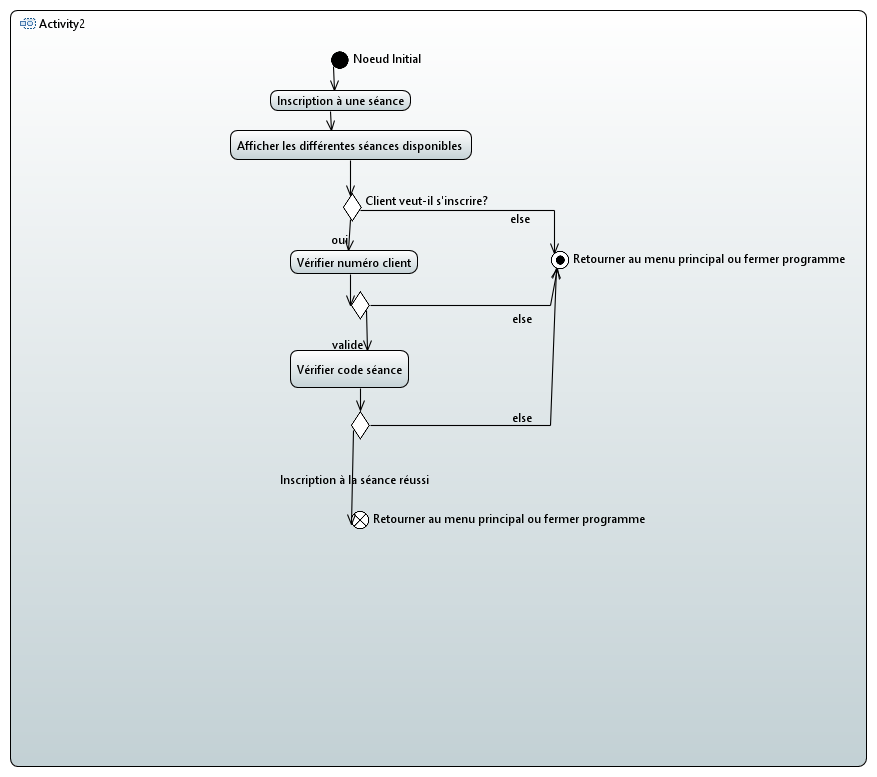 Activity2
Noeud Initial
Inscription à une séance
Afficher les différentes séances disponibles
Client veut-il s'inscrire?
else
oui
Vérifier numéro client
Retourner au menu principal ou fermer programme
else
valide
Vérifier code séance
else
Inscription à la séance réussi
Retourner au menu principal ou fermer programme